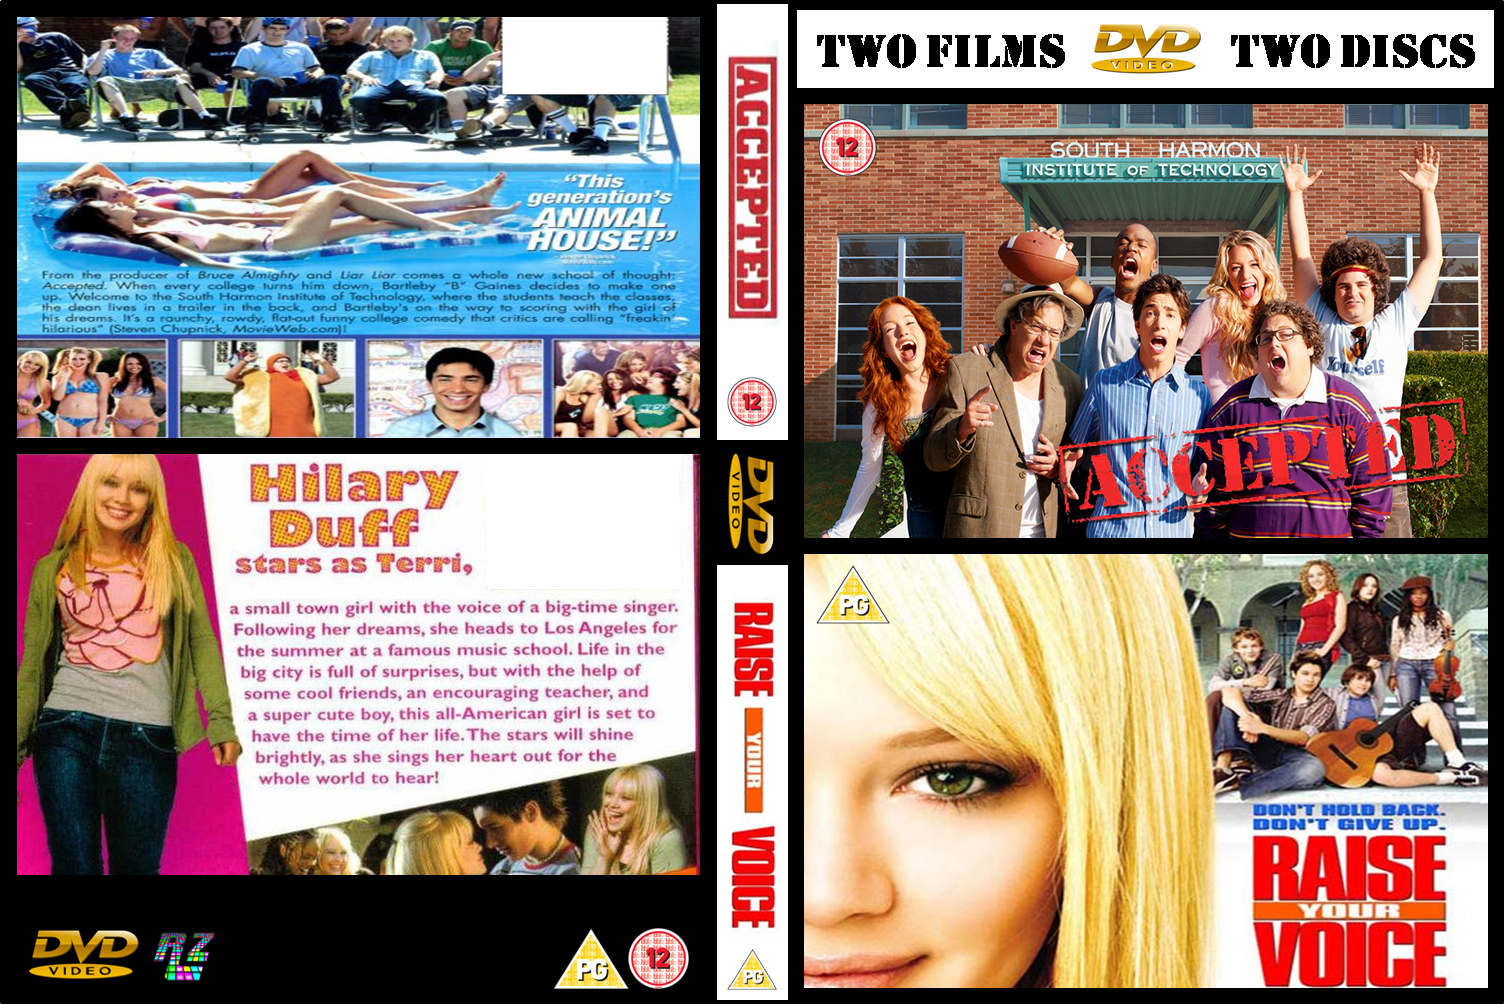 "This
generation's
ANIMAL
HOUSE!"
From the producer of Bruce Almighty and Liar Liar comes a whole new school of thought:
Accepted. When every college turns him down, Bartleby "B" Gaines decides to make one
up. Welcome to the South Harmon Institute of Technology, where the students teach the classes,
the dean lives in a trailer in the back, and Bartleby's on the way to scoring with the girl of
his dreams. It's a raunchy, rowdy, flat-out funny college comedy that critics are calling "freakin'
hilarious" (Steven Chupnick, MovieWeb.com)!
Hilary
Duff
stars as Terri,
a small town girl with the voice of a big-time singer.
Following her dreams, she heads to Los Angeles for
the summer at a famous music school. Life in the
big city is full of surprises, but with the help of
some cool friends, an encouraging teacher, and
a super cute boy, this all-American girl is set to
have the time of her life. The stars will shine
brightly, as she sings her heart out for the
whole world to hear!
DVD
VIDEO
RZ
PG
12
ACCEPTED
12
DVD
VIDEO
RAISE
YOUR
VOICE
PG
TWO FILMS
DVD
VIDEO
TWO DISCS
12
SOUTH HARMON
INSTITUTE OF TECHNOLOGY
Yourself
ACCEPTED
PG
DON'T HOLD BACK.
DON'T GIVE UP.
RAISE
YOUR
VOICE